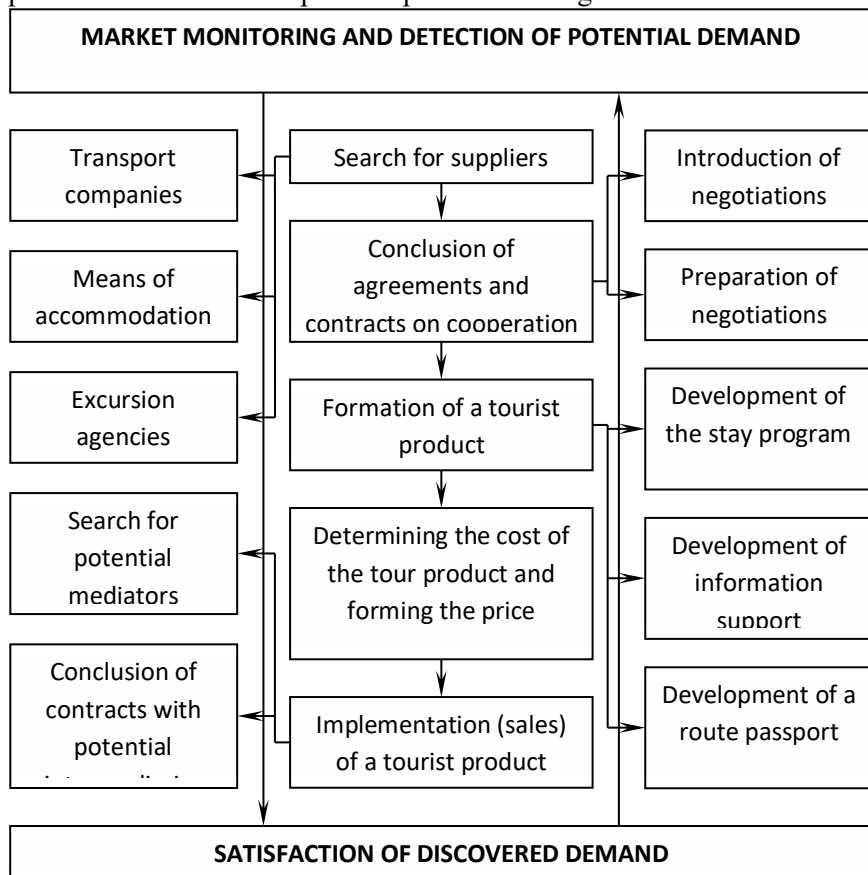 MARKET MONITORING AND DETECTION OF POTENTIAL DEMAND
Transport
companies
Search for suppliers
Introduction of
negotiations
Means of
accommodation
Conclusion of
agreements and
contracts on cooperation
Preparation of
negotiations
Excursion
agencies
Formation of a tourist
product
Development of
the stay program
Search for
potential
mediators
Determining the cost of
the tour product and
forming the price
Development of
information
support
Conclusion of
contracts with
potential
Implementation (sales)
of a tourist product
Development of a
route passport
SATISFACTION OF DISCOVERED DEMAND